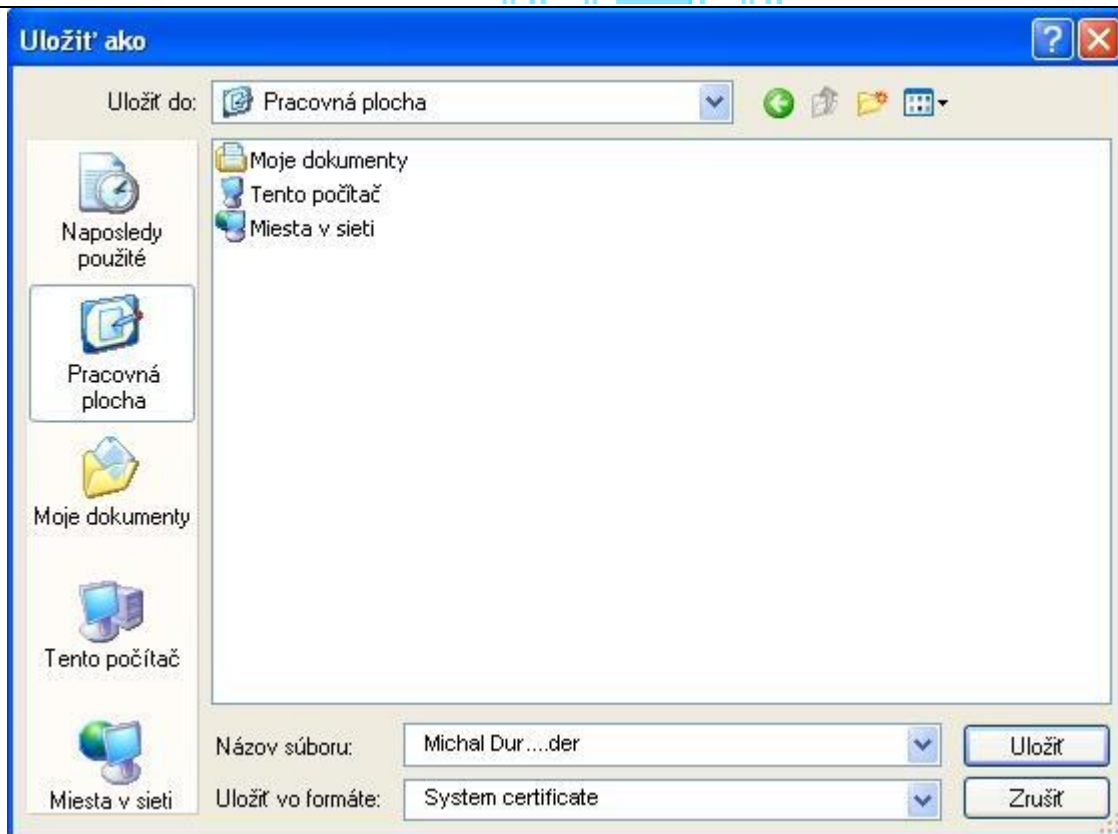 Uložiť ako
Uložiť do:
Pracovná plocha
Naposledy
použité
Pracovná
plocha
Moje dokumenty
Tento počítač
Miesta v sieti
Moje dokumenty
Tento počítač
Miesta v sieti
Názov súboru:
Michal Dur....der
Uložiť
Uložiť vo formáte:
System certificate
Zrušiť